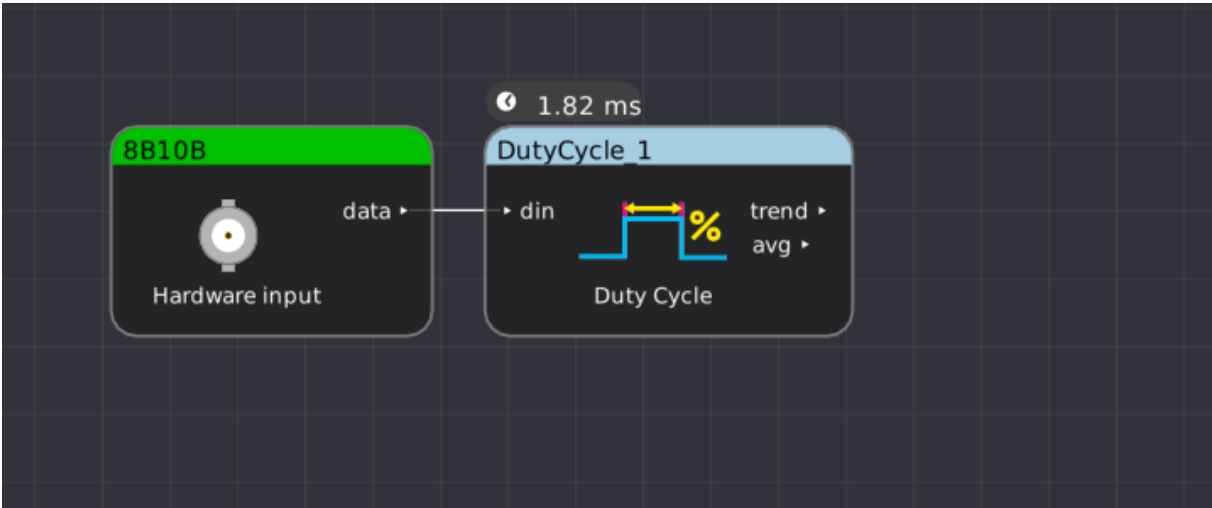 1.82 ms
8B10B
DutyCycle_1
data
din
trend
avg
%
Hardware input
Duty Cycle